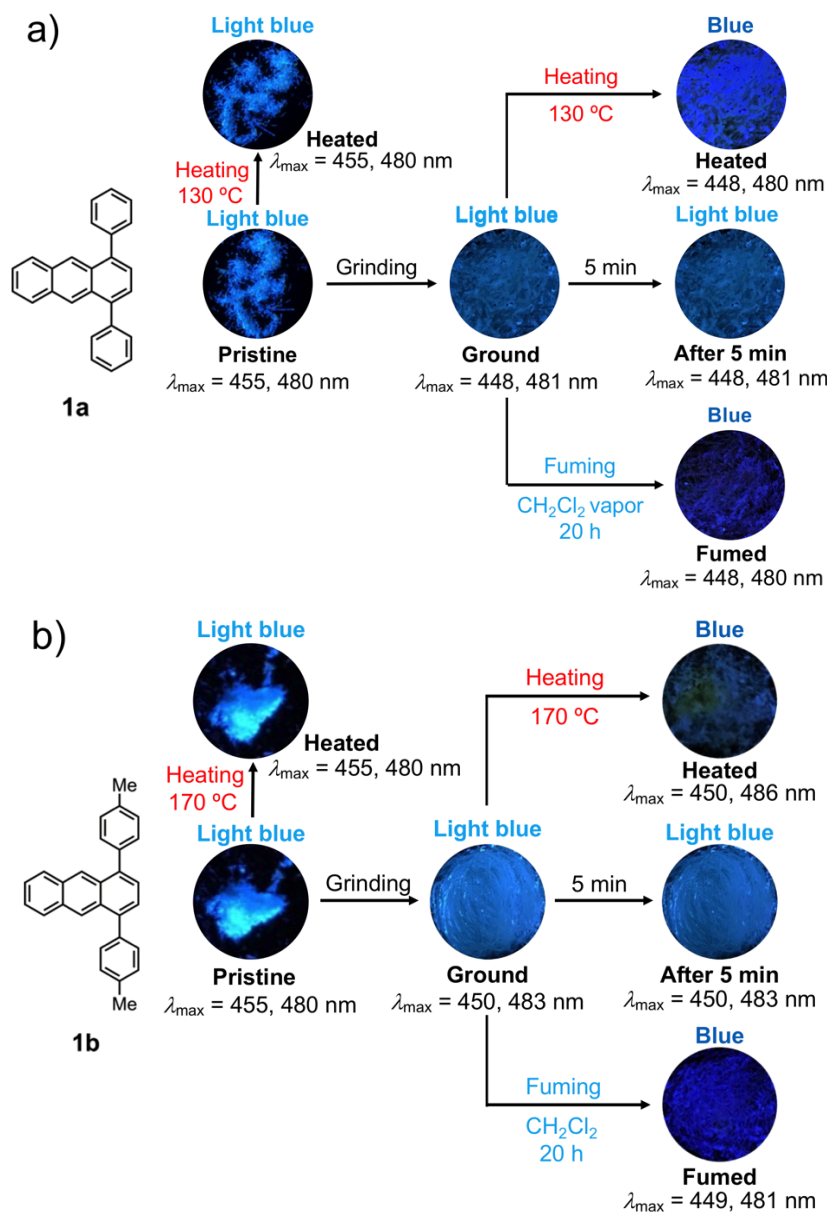 a)
Light blue
Heated
λmax = 455, 480 nm
Heating
130 ºC
Light blue
Pristine
λmax = 455, 480 nm
1a
Grinding
Light blue
Ground
λmax = 448, 481 nm
Heating
130 ºC
Blue
Heated
λmax = 448, 480 nm
5 min
Light blue
After 5 min
λmax = 448, 481 nm
Fuming
CH2Cl2 vapor
20 h
Blue
Fumed
λmax = 448, 480 nm
b)
Light blue
Heated
λmax = 455, 480 nm
Heating
170 ºC
Light blue
Pristine
λmax = 455, 480 nm
Me
Me
1b
Grinding
Light blue
Ground
λmax = 450, 483 nm
Heating
170 ºC
Blue
Heated
λmax = 450, 486 nm
5 min
Light blue
After 5 min
λmax = 450, 483 nm
Fuming
CH2Cl2
20 h
Blue
Fumed
λmax = 449, 481 nm